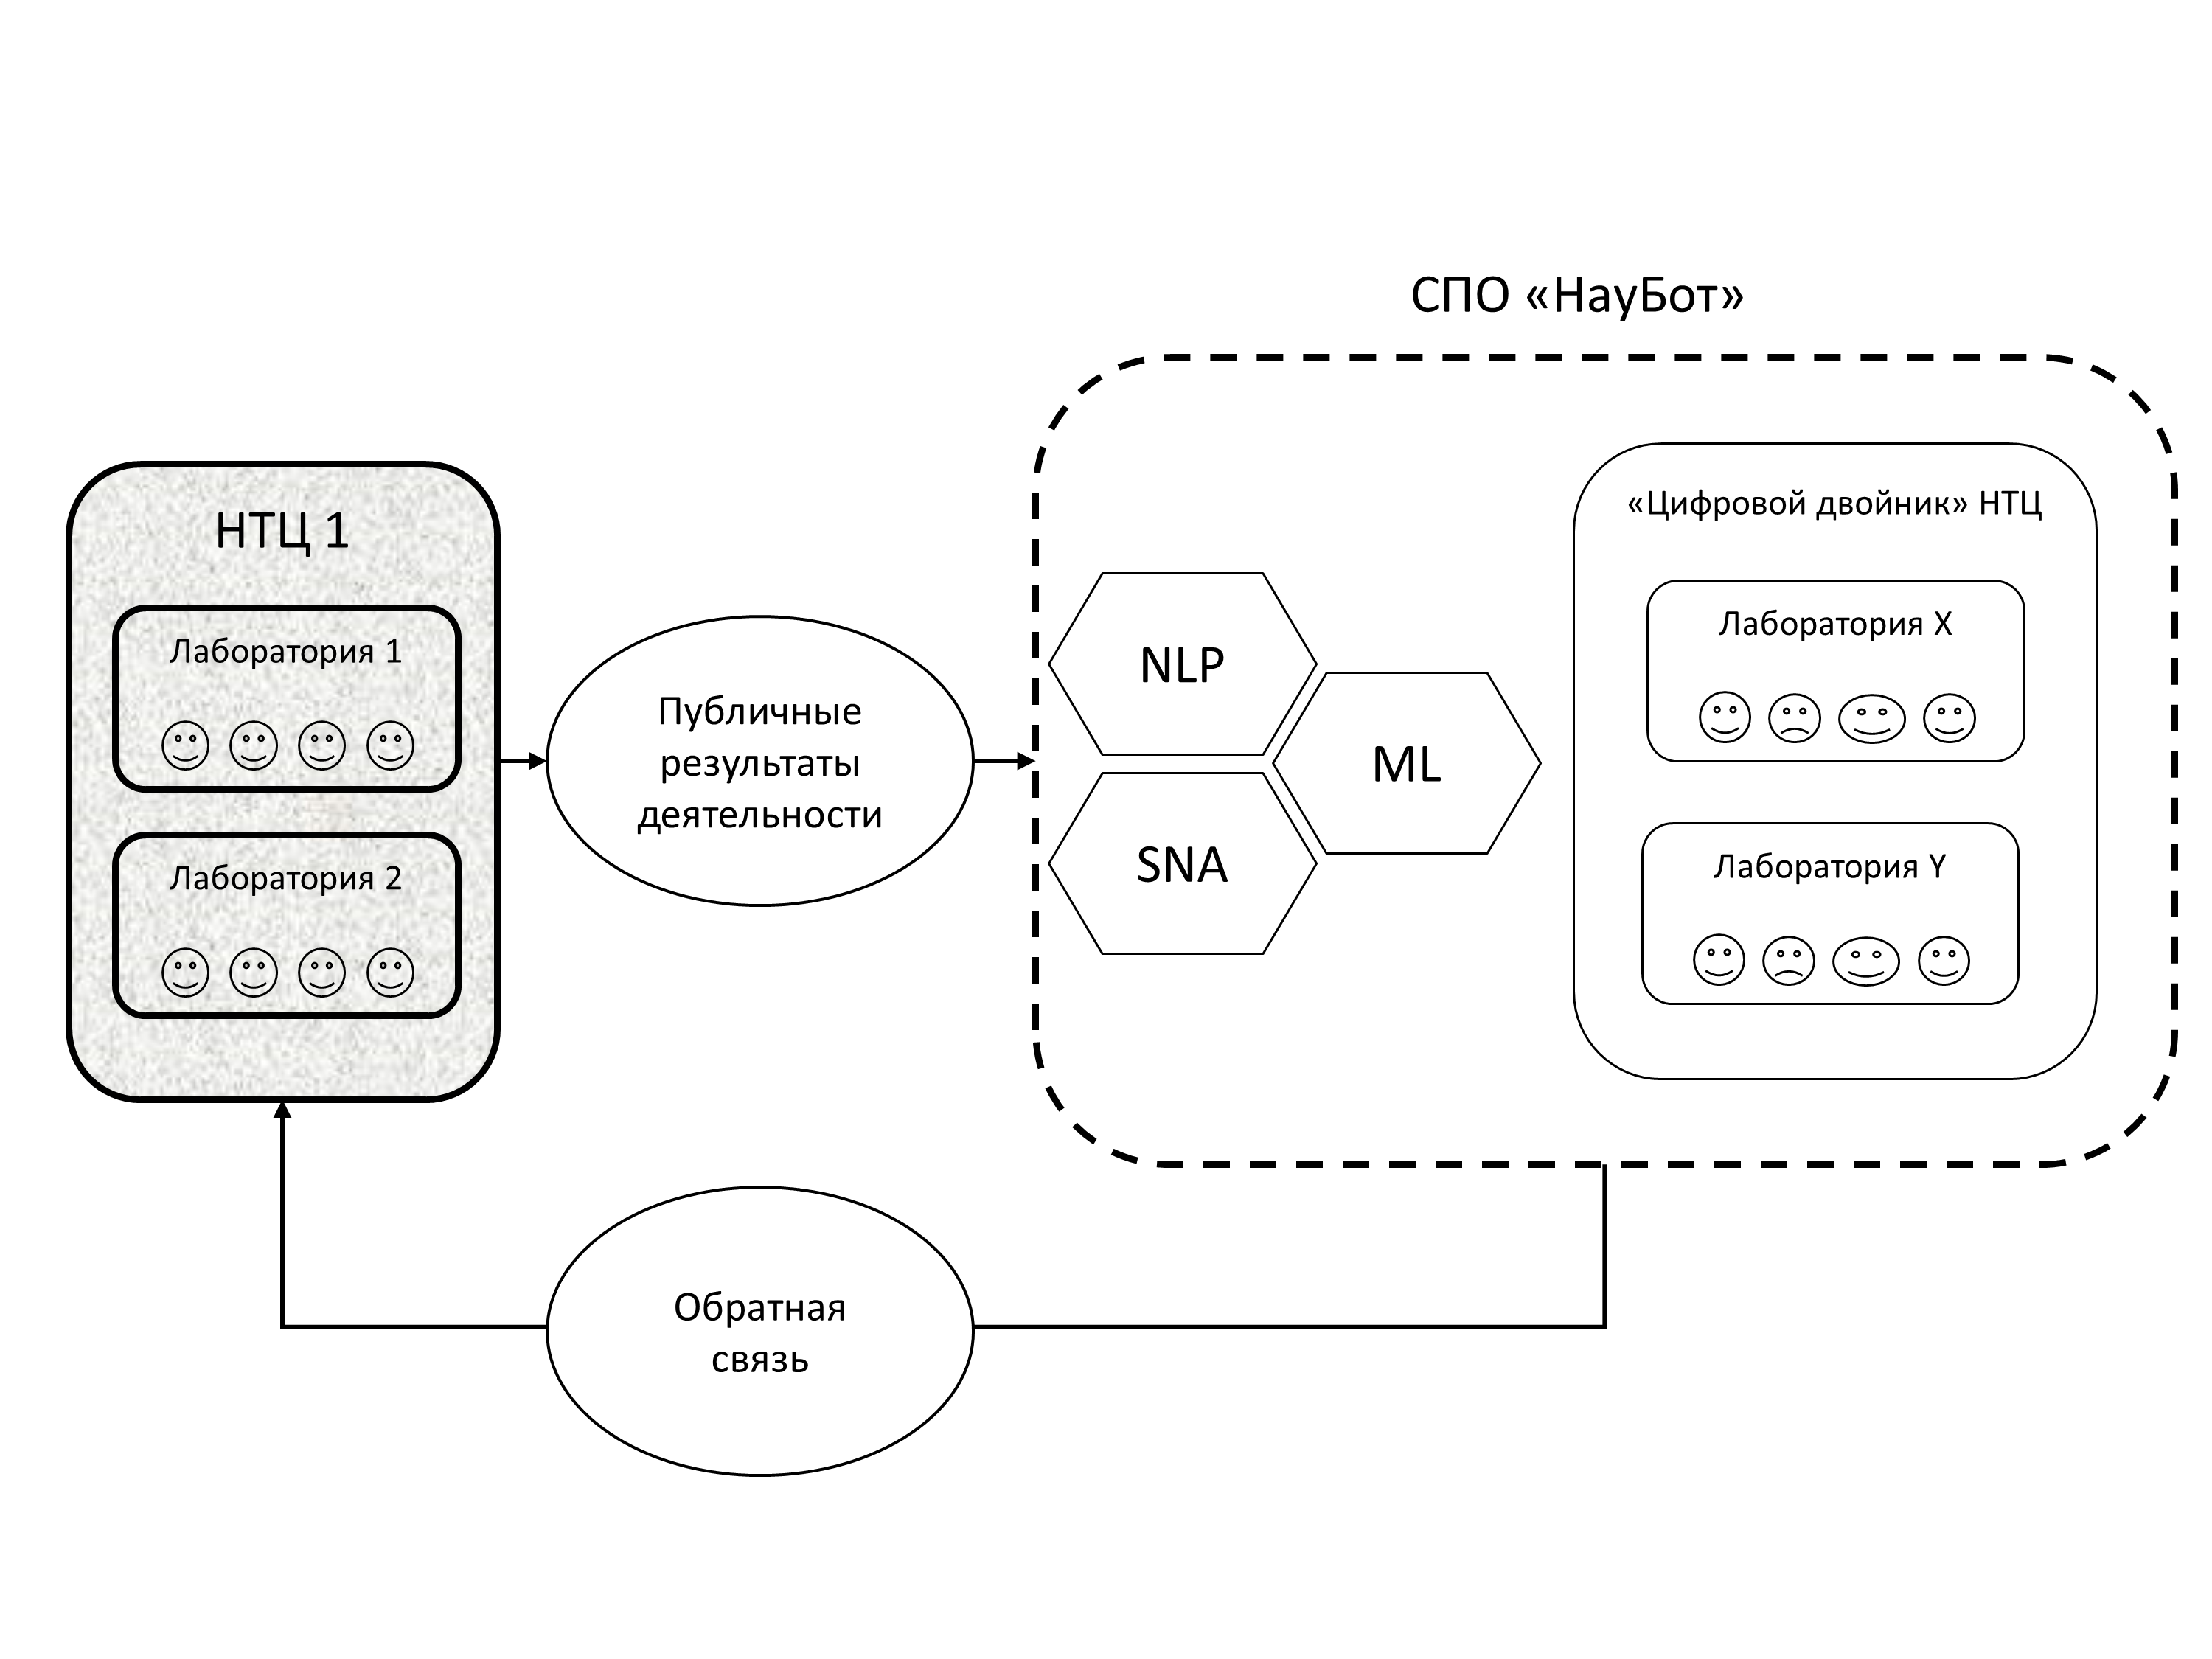 СПО «НауБот»
НТЦ 1
Лаборатория 1
Лаборатория 2
Публичные
результаты
деятельности
NLP
ML
SNA
«Цифровой двойник» НТЦ
Лаборатория X
Лаборатория Y
Обратная
связь